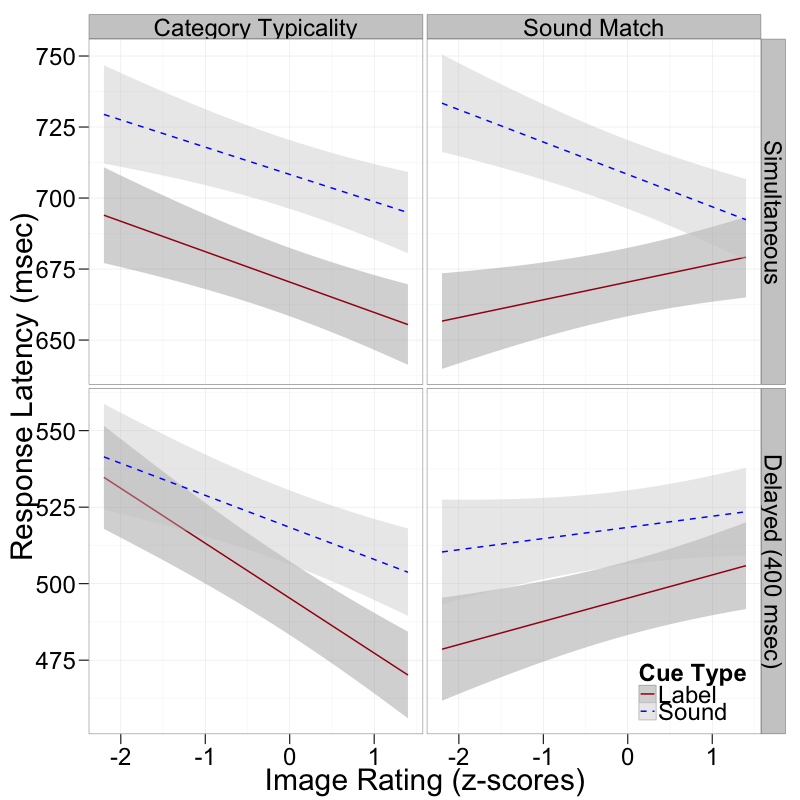 Category Typicality
Sound Match
750
725
700
675
650
Simultaneous
Response Latency (msec)
550
525
500
475
Delayed (400 msec)
Cue Type
Label
Sound
-2 -1 0 1
-2 -1 0 1
Image Rating (z-scores)